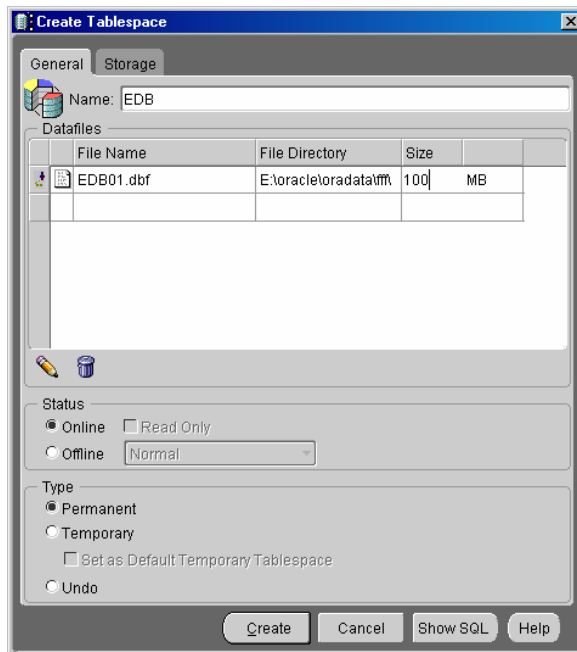 Create Tablespace
General Storage
Name: EDB
Datafiles
File Name File Directory Size
EDB01.dbf E:\oracle\oradata\fff\ 100 MB
Status
Online Read Only
Offline Normal
Type
Permanent
Temporary
Set as Default Temporary Tablespace
Undo
Create Cancel Show SQL Help